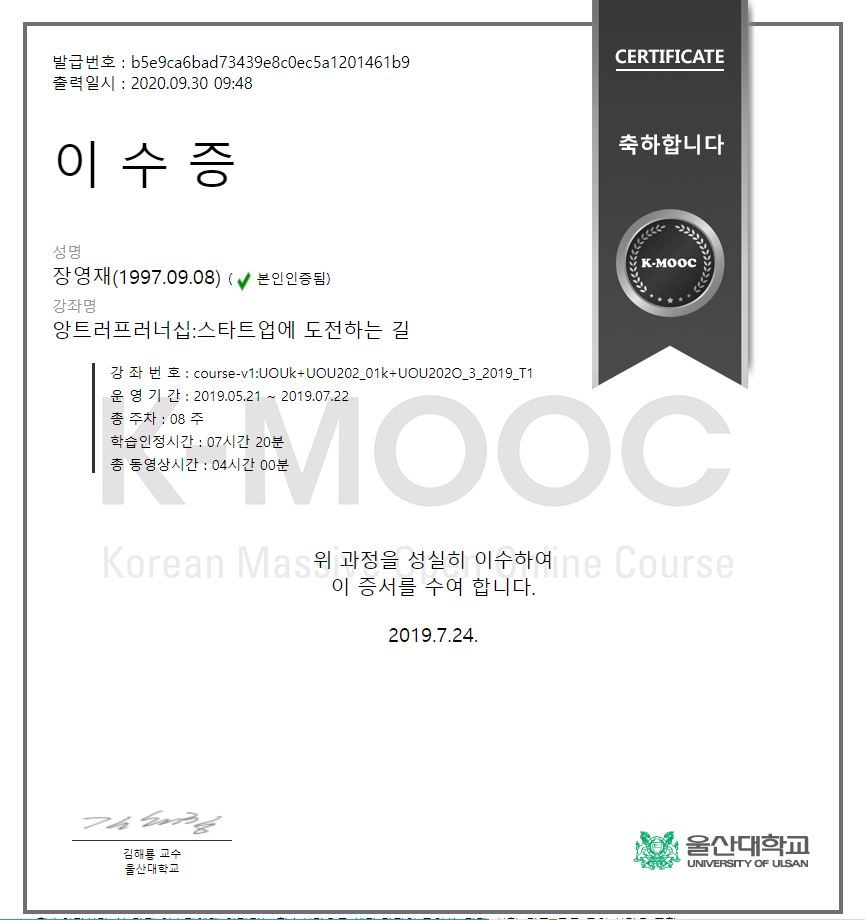 발급번호 : b5e9ca6bad73439e8c0ec5a1201461b9
출력일시 : 2020.09.30 09:48
CERTIFICATE
축하합니다
K-MOOC
이 수 증
성명
장영재(1997.09.08) (✔ 본인인증됨)
강좌명
앙트러프러너십:스타트업에 도전하는 길
강 좌 번 호 : course-v1:UOUk+UOU202_01k+UOU202O_3_2019_T1
운 영 기 간 : 2019.05.21 ~ 2019.07.22
총 주차 : 08 주
학습인정시간 : 07시간 20분
총 동영상시간 : 04시간 00분
K-MOOC
Korean Massive Open Online Course
위 과정을 성실히 이수하여
이 증서를 수여 합니다.
2019.7.24.
김해룡 교수
울산대학교
울산대학교
UNIVERSITY OF ULSAN